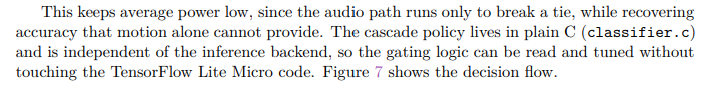 This keeps average power low, since the audio path runs only to break a tie, while recovering
accuracy that motion alone cannot provide. The cascade policy lives in plain C (classifier.c)
and is independent of the inference backend, so the gating logic can be read and tuned without
touching the TensorFlow Lite Micro code. Figure 7 shows the decision flow.